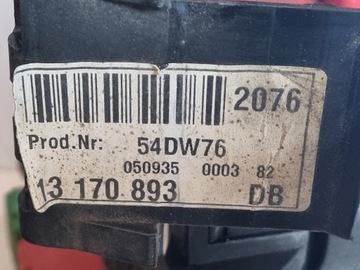 2076
Prod.Nr: 54DW76
050935 0003 82
13 170 893 DB